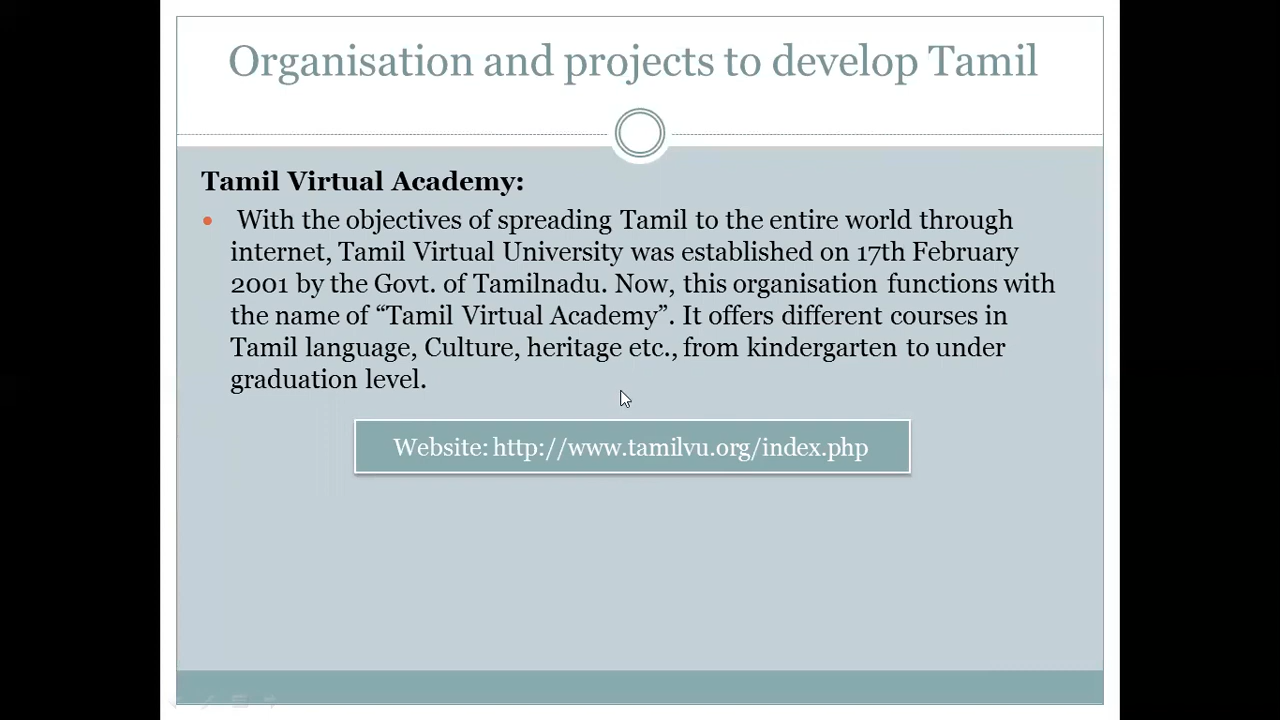 Organisation and projects to develop Tamil
Tamil Virtual Academy:
• With the objectives of spreading Tamil to the entire world through
internet, Tamil Virtual University was established on 17th February
2001 by the Govt. of Tamilnadu. Now, this organisation functions with
the name of “Tamil Virtual Academy”. It offers different courses in
Tamil language, Culture, heritage etc., from kindergarten to under
graduation level.
Website: http://www.tamilvu.org/index.php